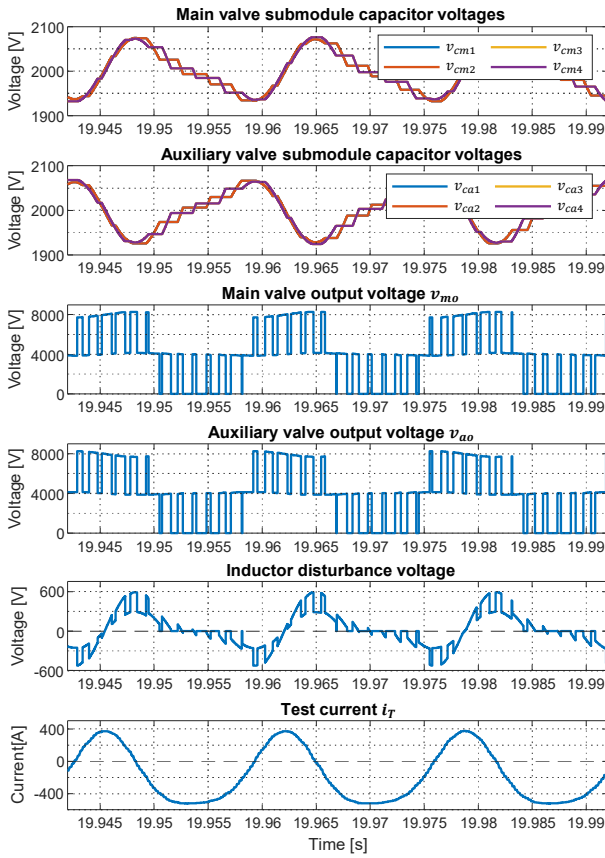 Main valve submodule capacitor voltages
Voltage [V]
2100
2000
1900
v_cm1 v_cm3
v_cm2 v_cm4
19.945 19.95 19.955 19.96 19.965 19.97 19.975 19.98 19.985 19.99
Auxiliary valve submodule capacitor voltages
Voltage [V]
2100
2000
1900
v_ca1 v_ca3
v_ca2 v_ca4
19.945 19.95 19.955 19.96 19.965 19.97 19.975 19.98 19.985 19.99
Main valve output voltage v_mo
Voltage [V]
8000
4000
0
19.945 19.95 19.955 19.96 19.965 19.97 19.975 19.98 19.985 19.99
Auxiliary valve output voltage v_ao
Voltage [V]
8000
4000
0
19.945 19.95 19.955 19.96 19.965 19.97 19.975 19.98 19.985 19.99
Inductor disturbance voltage
Voltage [V]
600
0
-600
19.945 19.95 19.955 19.96 19.965 19.97 19.975 19.98 19.985 19.99
Test current i_T
Current[A]
400
0
-400
19.945 19.95 19.955 19.96 19.965 19.97 19.975 19.98 19.985 19.99
Time [s]